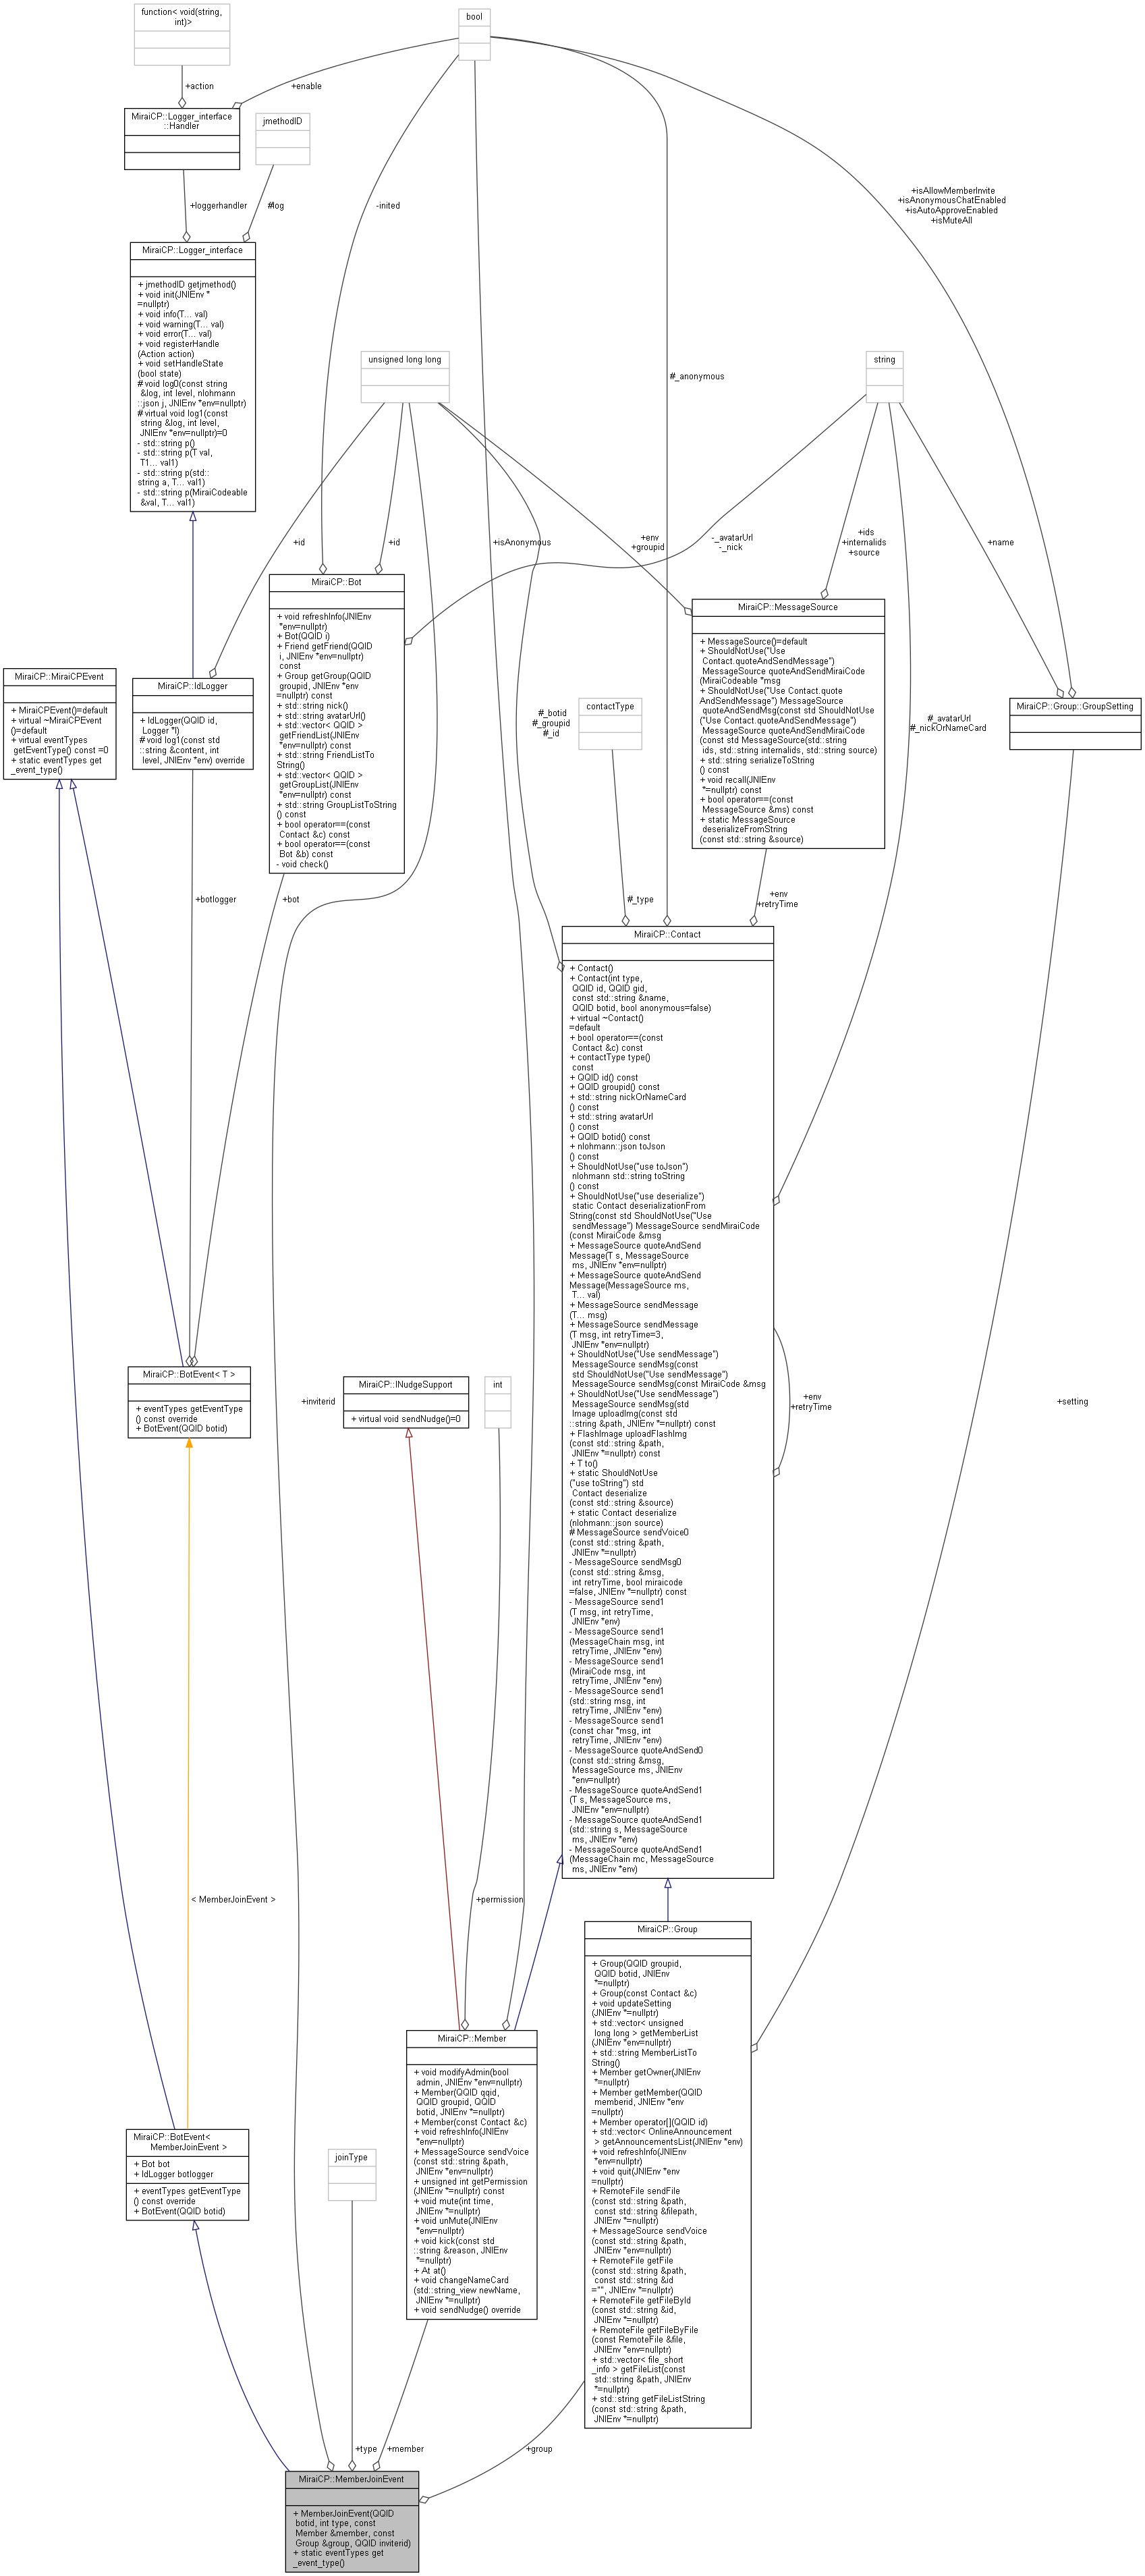 function< void(string,
int)>
bool
+action
+enable
MiraiCP::Logger_interface
::Handler
jmethodID
+loggerhandler
#log
-inited
+isAllowMemberInvite
+isAnonymousChatEnabled
+isAutoApproveEnabled
+isMuteAll
MiraiCP::Logger_interface
+ jmethodID getjmethod()
+ void init(JNIEnv *
=nullptr)
+ void info(T... val)
+ void warning(T... val)
+ void error(T... val)
+ void registerHandle
(Action action)
+ void setHandleState
(bool state)
# void log0(const string
&log, int level, nlohmann
::json j, JNIEnv *env=nullptr)
# virtual void log1(const
string &log, int level,
JNIEnv *env=nullptr)=0
- std::string p()
- std::string p(T val,
T1... val1)
- std::string p(std::
string a, T... val1)
- std::string p(MiraiCodeable
&val, T... val1)
unsigned long long
string
#_anonymous
+id
+id
+isAnonymous
+env
+groupid
-_avatarUrl
-_nick
+ids
+internalids
+source
+name
MiraiCP::Bot
+ void refreshInfo(JNIEnv
*env=nullptr)
+ Bot(QQID i)
+ Friend getFriend(QQID
i, JNIEnv *env=nullptr)
const
+ Group getGroup(QQID
groupid, JNIEnv *env
=nullptr) const
+ std::string nick()
+ std::string avatarUrl()
+ std::vector< QQID >
getFriendList(JNIEnv
*env=nullptr) const
+ std::string FriendListTo
String()
+ std::vector< QQID >
getGroupList(JNIEnv
*env=nullptr) const
+ std::string GroupListToString
() const
+ bool operator==(const
Contact &c) const
+ bool operator==(const
Bot &b) const
- void check()
MiraiCP::MessageSource
+ MessageSource()=default
+ ShouldNotUse("Use
Contact.quoteAndSendMessage")
MessageSource quoteAndSendMiraiCode
(MiraiCodeable *msg
+ ShouldNotUse("Use Contact.quote
AndSendMessage") MessageSource
quoteAndSendMsg(const std ShouldNotUse
("Use Contact.quoteAndSendMessage")
MessageSource quoteAndSendMiraiCode
(const std MessageSource(std::string
ids, std::string internalids, std::string source)
+ std::string serializeToString
() const
+ void recall(JNIEnv
*=nullptr) const
+ bool operator==(const
MessageSource &ms) const
+ static MessageSource
deserializeFromString
(const std::string &source)
MiraiCP::MiraiCPEvent
+ MiraiCPEvent()=default
+ virtual ~MiraiCPEvent
()=default
+ virtual eventTypes
getEventType() const =0
+ static eventTypes get
_event_type()
MiraiCP::IdLogger
+ IdLogger(QQID id,
Logger *l)
# void log1(const std
::string &content, int
level, JNIEnv *env) override
contactType
#_botid
#_groupid
#_id
#_avatarUrl
#_nickOrNameCard
MiraiCP::Group::GroupSetting
+botlogger
+bot
#_type
+env
+retryTime
MiraiCP::Contact
+ Contact()
+ Contact(int type,
QQID id, QQID gid,
const std::string &name,
QQID botid, bool anonymous=false)
+ virtual ~Contact()
=default
+ bool operator==(const
Contact &c) const
+ contactType type()
const
+ QQID id() const
+ QQID groupid() const
+ std::string nickOrNameCard
() const
+ std::string avatarUrl
() const
+ QQID botid() const
+ nlohmann::json toJson
() const
+ ShouldNotUse("use toJson")
nlohmann std::string toString
() const
+ ShouldNotUse("use deserialize")
static Contact deserializationFrom
String(const std ShouldNotUse("Use
sendMessage") MessageSource sendMiraiCode
(const MiraiCode &msg
+ MessageSource quoteAndSend
Message(T s, MessageSource
ms, JNIEnv *env=nullptr)
+ MessageSource quoteAndSend
Message(MessageSource ms,
T... val)
+ MessageSource sendMessage
(T... msg)
+ MessageSource sendMessage
(T msg, int retryTime=3,
JNIEnv *env=nullptr)
+ ShouldNotUse("Use sendMessage")
MessageSource sendMsg(const
std ShouldNotUse("Use sendMessage")
MessageSource sendMsg(const MiraiCode &msg
+ ShouldNotUse("Use sendMessage")
MessageSource sendMsg(std
Image uploadImg(const std
::string &path, JNIEnv *=nullptr) const
+ FlashImage uploadFlashImg
(const std::string &path,
JNIEnv *=nullptr) const
+ T to()
+ static ShouldNotUse
("use toString") std
Contact deserialize
(const std::string &source)
+ static Contact deserialize
(nlohmann::json source)
# MessageSource sendVoice0
(const std::string &path,
JNIEnv *=nullptr)
- MessageSource sendMsg0
(const std::string &msg,
int retryTime, bool miraicode
=false, JNIEnv *=nullptr) const
- MessageSource send1
(T msg, int retryTime,
JNIEnv *env)
- MessageSource send1
(MessageChain msg, int
retryTime, JNIEnv *env)
- MessageSource send1
(MiraiCode msg, int
retryTime, JNIEnv *env)
- MessageSource send1
(std::string msg, int
retryTime, JNIEnv *env)
- MessageSource send1
(const char *msg, int
retryTime, JNIEnv *env)
- MessageSource quoteAndSend0
(const std::string &msg,
MessageSource ms, JNIEnv
*env=nullptr)
- MessageSource quoteAndSend1
(T s, MessageSource ms,
JNIEnv *env=nullptr)
- MessageSource quoteAndSend1
(std::string s, MessageSource
ms, JNIEnv *env)
- MessageSource quoteAndSend1
(MessageChain mc, MessageSource
ms, JNIEnv *env)
+env
+retryTime
MiraiCP::BotEvent< T >
+ eventTypes getEventType
() const override
+ BotEvent(QQID botid)
+inviterid
MiraiCP::INudgeSupport
+ virtual void sendNudge()=0
int
+setting
< MemberJoinEvent >
+permission
MiraiCP::Group
+ Group(QQID groupid,
QQID botid, JNIEnv
*=nullptr)
+ Group(const Contact &c)
+ void updateSetting
(JNIEnv *=nullptr)
+ std::vector< unsigned
long long > getMemberList
(JNIEnv *env=nullptr)
+ std::string MemberListTo
String()
+ Member getOwner(JNIEnv
*=nullptr)
+ Member getMember(QQID
memberid, JNIEnv *env
=nullptr)
+ Member operator[](QQID id)
+ std::vector< OnlineAnnouncement
> getAnnouncementsList(JNIEnv *env)
+ void refreshInfo(JNIEnv
*env=nullptr)
+ void quit(JNIEnv *env
=nullptr)
+ RemoteFile sendFile
(const std::string &path,
const std::string &filepath,
JNIEnv *=nullptr)
+ MessageSource sendVoice
(const std::string &path,
JNIEnv *env=nullptr)
+ RemoteFile getFile
(const std::string &path,
const std::string &id
="", JNIEnv *=nullptr)
+ RemoteFile getFileById
(const std::string &id,
JNIEnv *=nullptr)
+ RemoteFile getFileByFile
(const RemoteFile &file,
JNIEnv *env=nullptr)
+ std::vector< file_short
_info > getFileList(const
std::string &path, JNIEnv
*=nullptr)
+ std::string getFileListString
(const std::string &path,
JNIEnv *=nullptr)
MiraiCP::Member
+ void modifyAdmin(bool
admin, JNIEnv *env=nullptr)
+ Member(QQID qqid,
QQID groupid, QQID
botid, JNIEnv *=nullptr)
+ Member(const Contact &c)
+ void refreshInfo(JNIEnv
*env=nullptr)
+ MessageSource sendVoice
(const std::string &path,
JNIEnv *env=nullptr)
+ unsigned int getPermission
(JNIEnv *=nullptr) const
+ void mute(int time,
JNIEnv *=nullptr)
+ void unMute(JNIEnv
*env=nullptr)
+ void kick(const std
::string &reason, JNIEnv
*=nullptr)
+ At at()
+ void changeNameCard
(std::string_view newName,
JNIEnv *=nullptr)
+ void sendNudge() override
MiraiCP::BotEvent<
MemberJoinEvent >
+ Bot bot
+ IdLogger botlogger
+ eventTypes getEventType
() const override
+ BotEvent(QQID botid)
joinType
+type
+member
+group
MiraiCP::MemberJoinEvent
+ MemberJoinEvent(QQID
botid, int type, const
Member &member, const
Group &group, QQID inviterid)
+ static eventTypes get
_event_type()